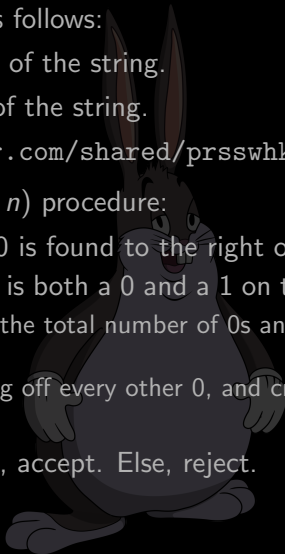 s follows:
of the string.
of the string.
r.com/shared/prsswhk
n) procedure:
0 is found to the right o
is both a 0 and a 1 on t
the total number of 0s an
g off every other 0, and c
, accept. Else, reject.